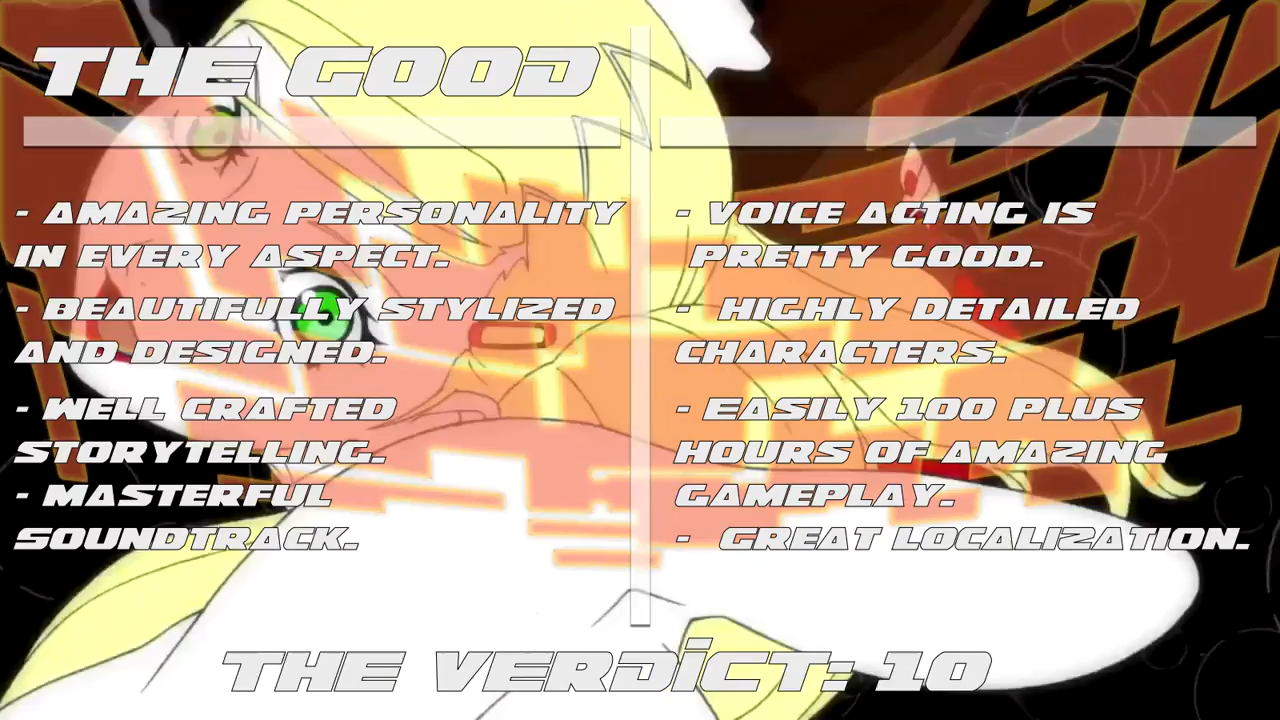 THE GOOD
- AMAZING PERSONALITY
IN EVERY ASPECT.
- BEAUTIFULLY STYLIZED
AND DESIGNED.
- WELL CRAFTED
STORYTELLING.
- MASTERFUL
SOUNDTRACK.
- VOICE ACTING IS
PRETTY GOOD.
- HIGHLY DETAILED
CHARACTERS.
- EASILY 100 PLUS
HOURS OF AMAZING
GAMEPLAY.
- GREAT LOCALIZATION.
THE VERDiCT: 10